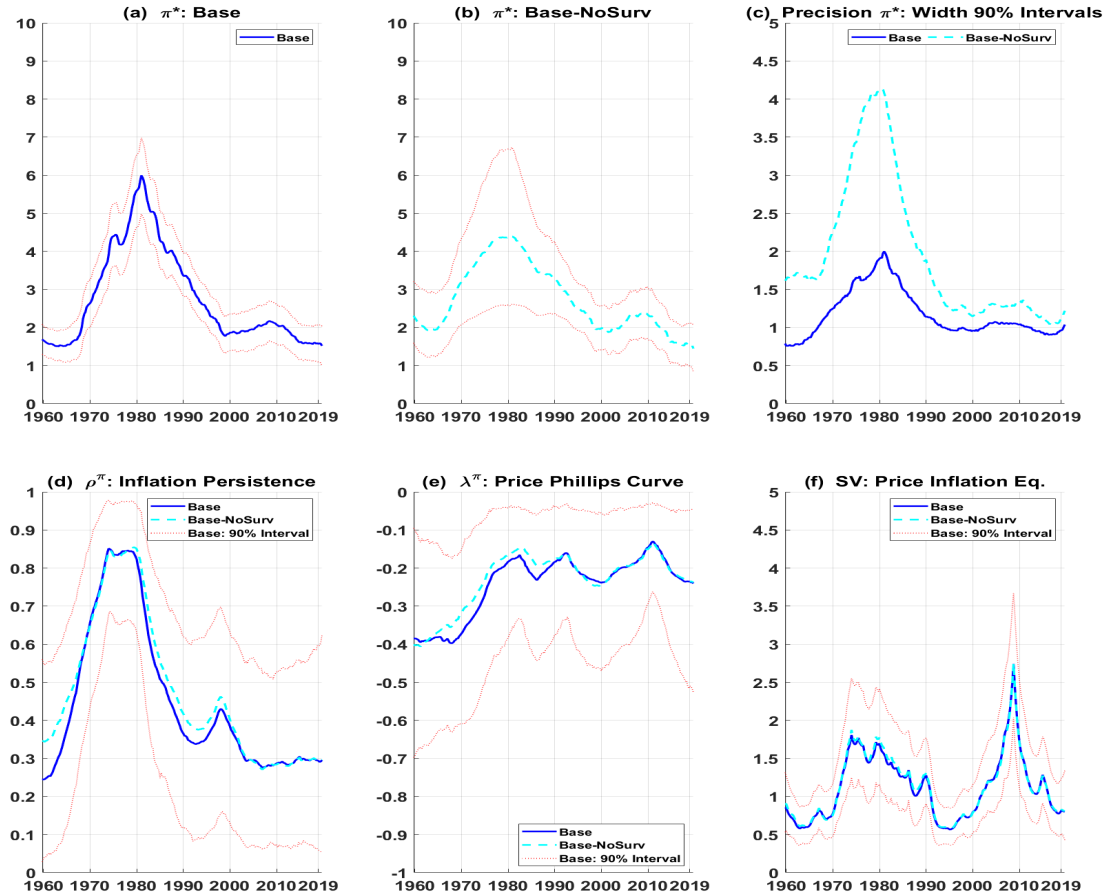 (a) π*: Base
(b) π*: Base-NoSurv
(c) Precision π*: Width 90% Intervals
10
9
8
7
6
5
4
3
2
1
0
1960 1970 1980 1990 2000 2010 2019
Base
10
9
8
7
6
5
4
3
2
1
0
1960 1970 1980 1990 2000 2010 2019
5
4.5
4
3.5
3
2.5
2
1.5
1
0.5
0
1960 1970 1980 1990 2000 2010 2019
Base Base-NoSurv
(d) ρ^π: Inflation Persistence
(e) λ^π: Price Phillips Curve
(f) SV: Price Inflation Eq.
1
0.9
0.8
0.7
0.6
0.5
0.4
0.3
0.2
0.1
0
1960 1970 1980 1990 2000 2010 2019
Base
Base-NoSurv
Base: 90% Interval
0
-0.1
-0.2
-0.3
-0.4
-0.5
-0.6
-0.7
-0.8
-0.9
-1
1960 1970 1980 1990 2000 2010 2019
Base
Base-NoSurv
Base: 90% Interval
5
4.5
4
3.5
3
2.5
2
1.5
1
0.5
0
1960 1970 1980 1990 2000 2010 2019
Base
Base-NoSurv
Base: 90% Interval